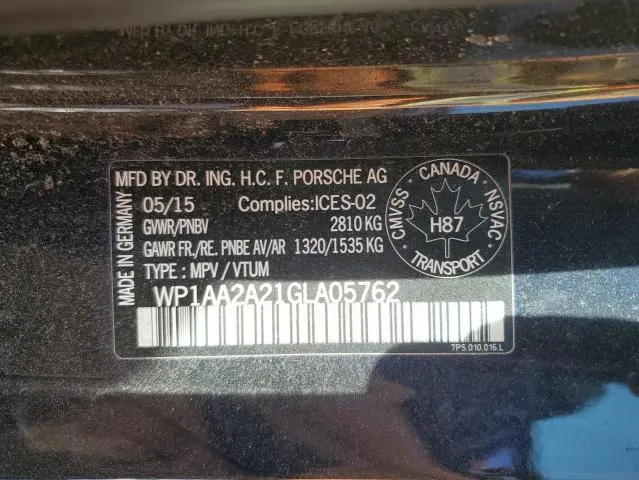 MFD BY DR. ING. H.C. F. PORSCHE AG
05/15 Complies:ICES-02
GVWR/PNBV 2810 KG
GAWR FR./RE. PNBE AV/AR 1320/1535 KG
TYPE : MPV / VTUM
WP1AA2A21GLA05762
MADE IN GERMANY
CANADA
CMVSS NSVAC
H87
TRANSPORT
7P5.010.016.L